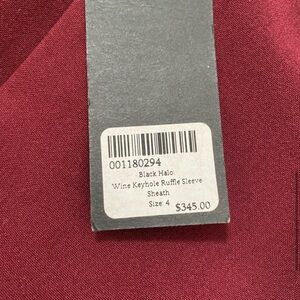 001180294
Black Halo
Wine Keyhole Ruffle Sleeve
Sheath
Size: 4 $345.00